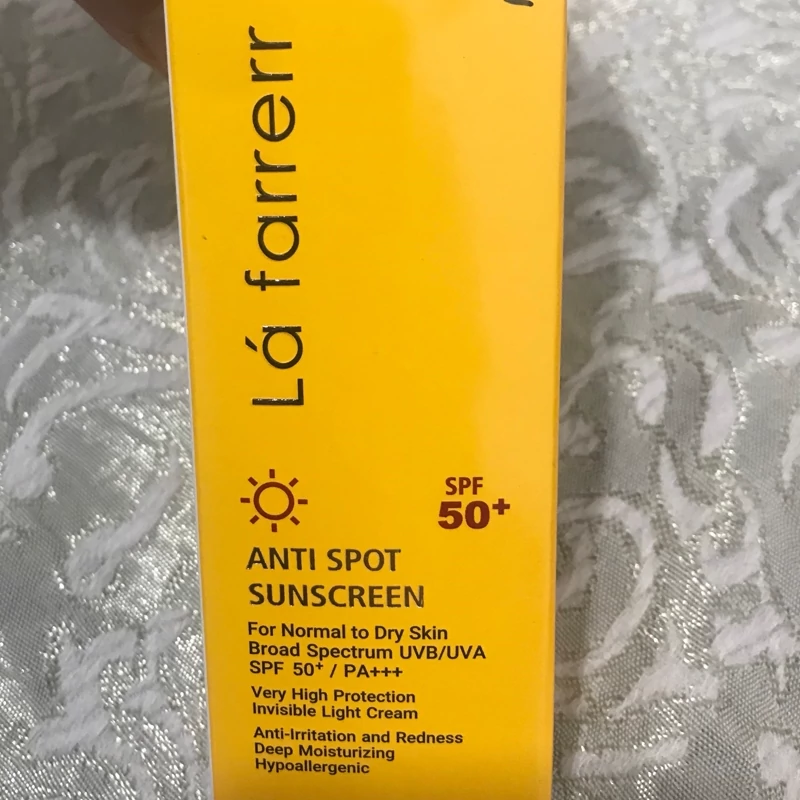 Lá farrerr
SPF
50+
ANTI SPOT
SUNSCREEN
For Normal to Dry Skin
Broad Spectrum UVB/UVA
SPF 50+ / PA+++
Very High Protection
Invisible Light Cream
Anti-Irritation and Redness
Deep Moisturizing
Hypoallergenic